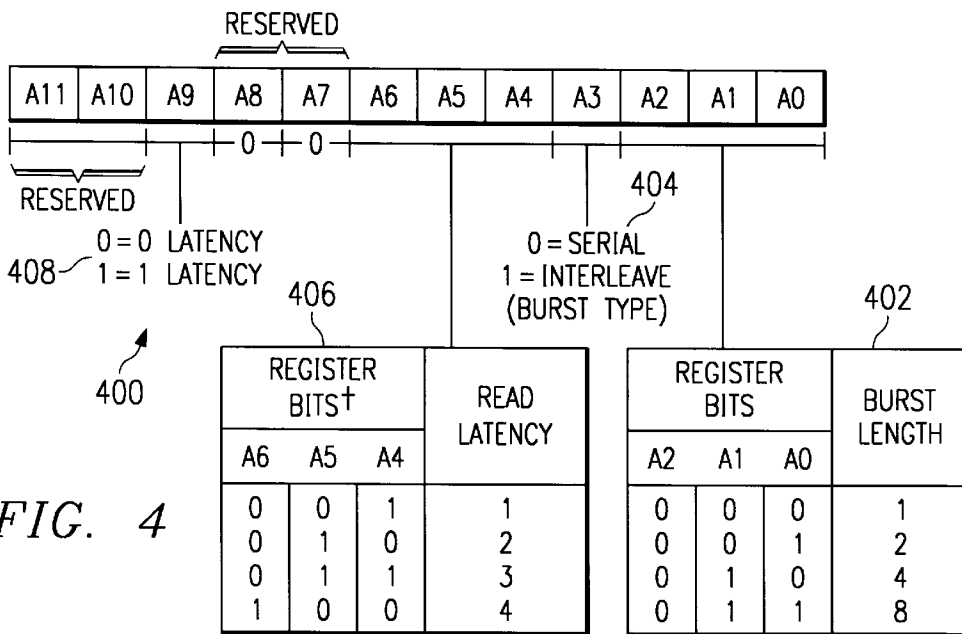 RESERVED
A11 A10 A9 A8 A7 A6 A5 A4 A3 A2 A1 A0
0 0
RESERVED
404
0 = 0 LATENCY
0 = SERIAL
408
1 = 1 LATENCY
1 = INTERLEAVE
(BURST TYPE)
406
402
400
REGISTER BITS† READ LATENCY
A6 A5 A4
0 0 1 1
0 1 0 2
0 1 1 3
1 0 0 4
REGISTER BITS BURST LENGTH
A2 A1 A0
0 0 0 1
0 0 1 2
0 1 0 4
0 1 1 8
FIG. 4